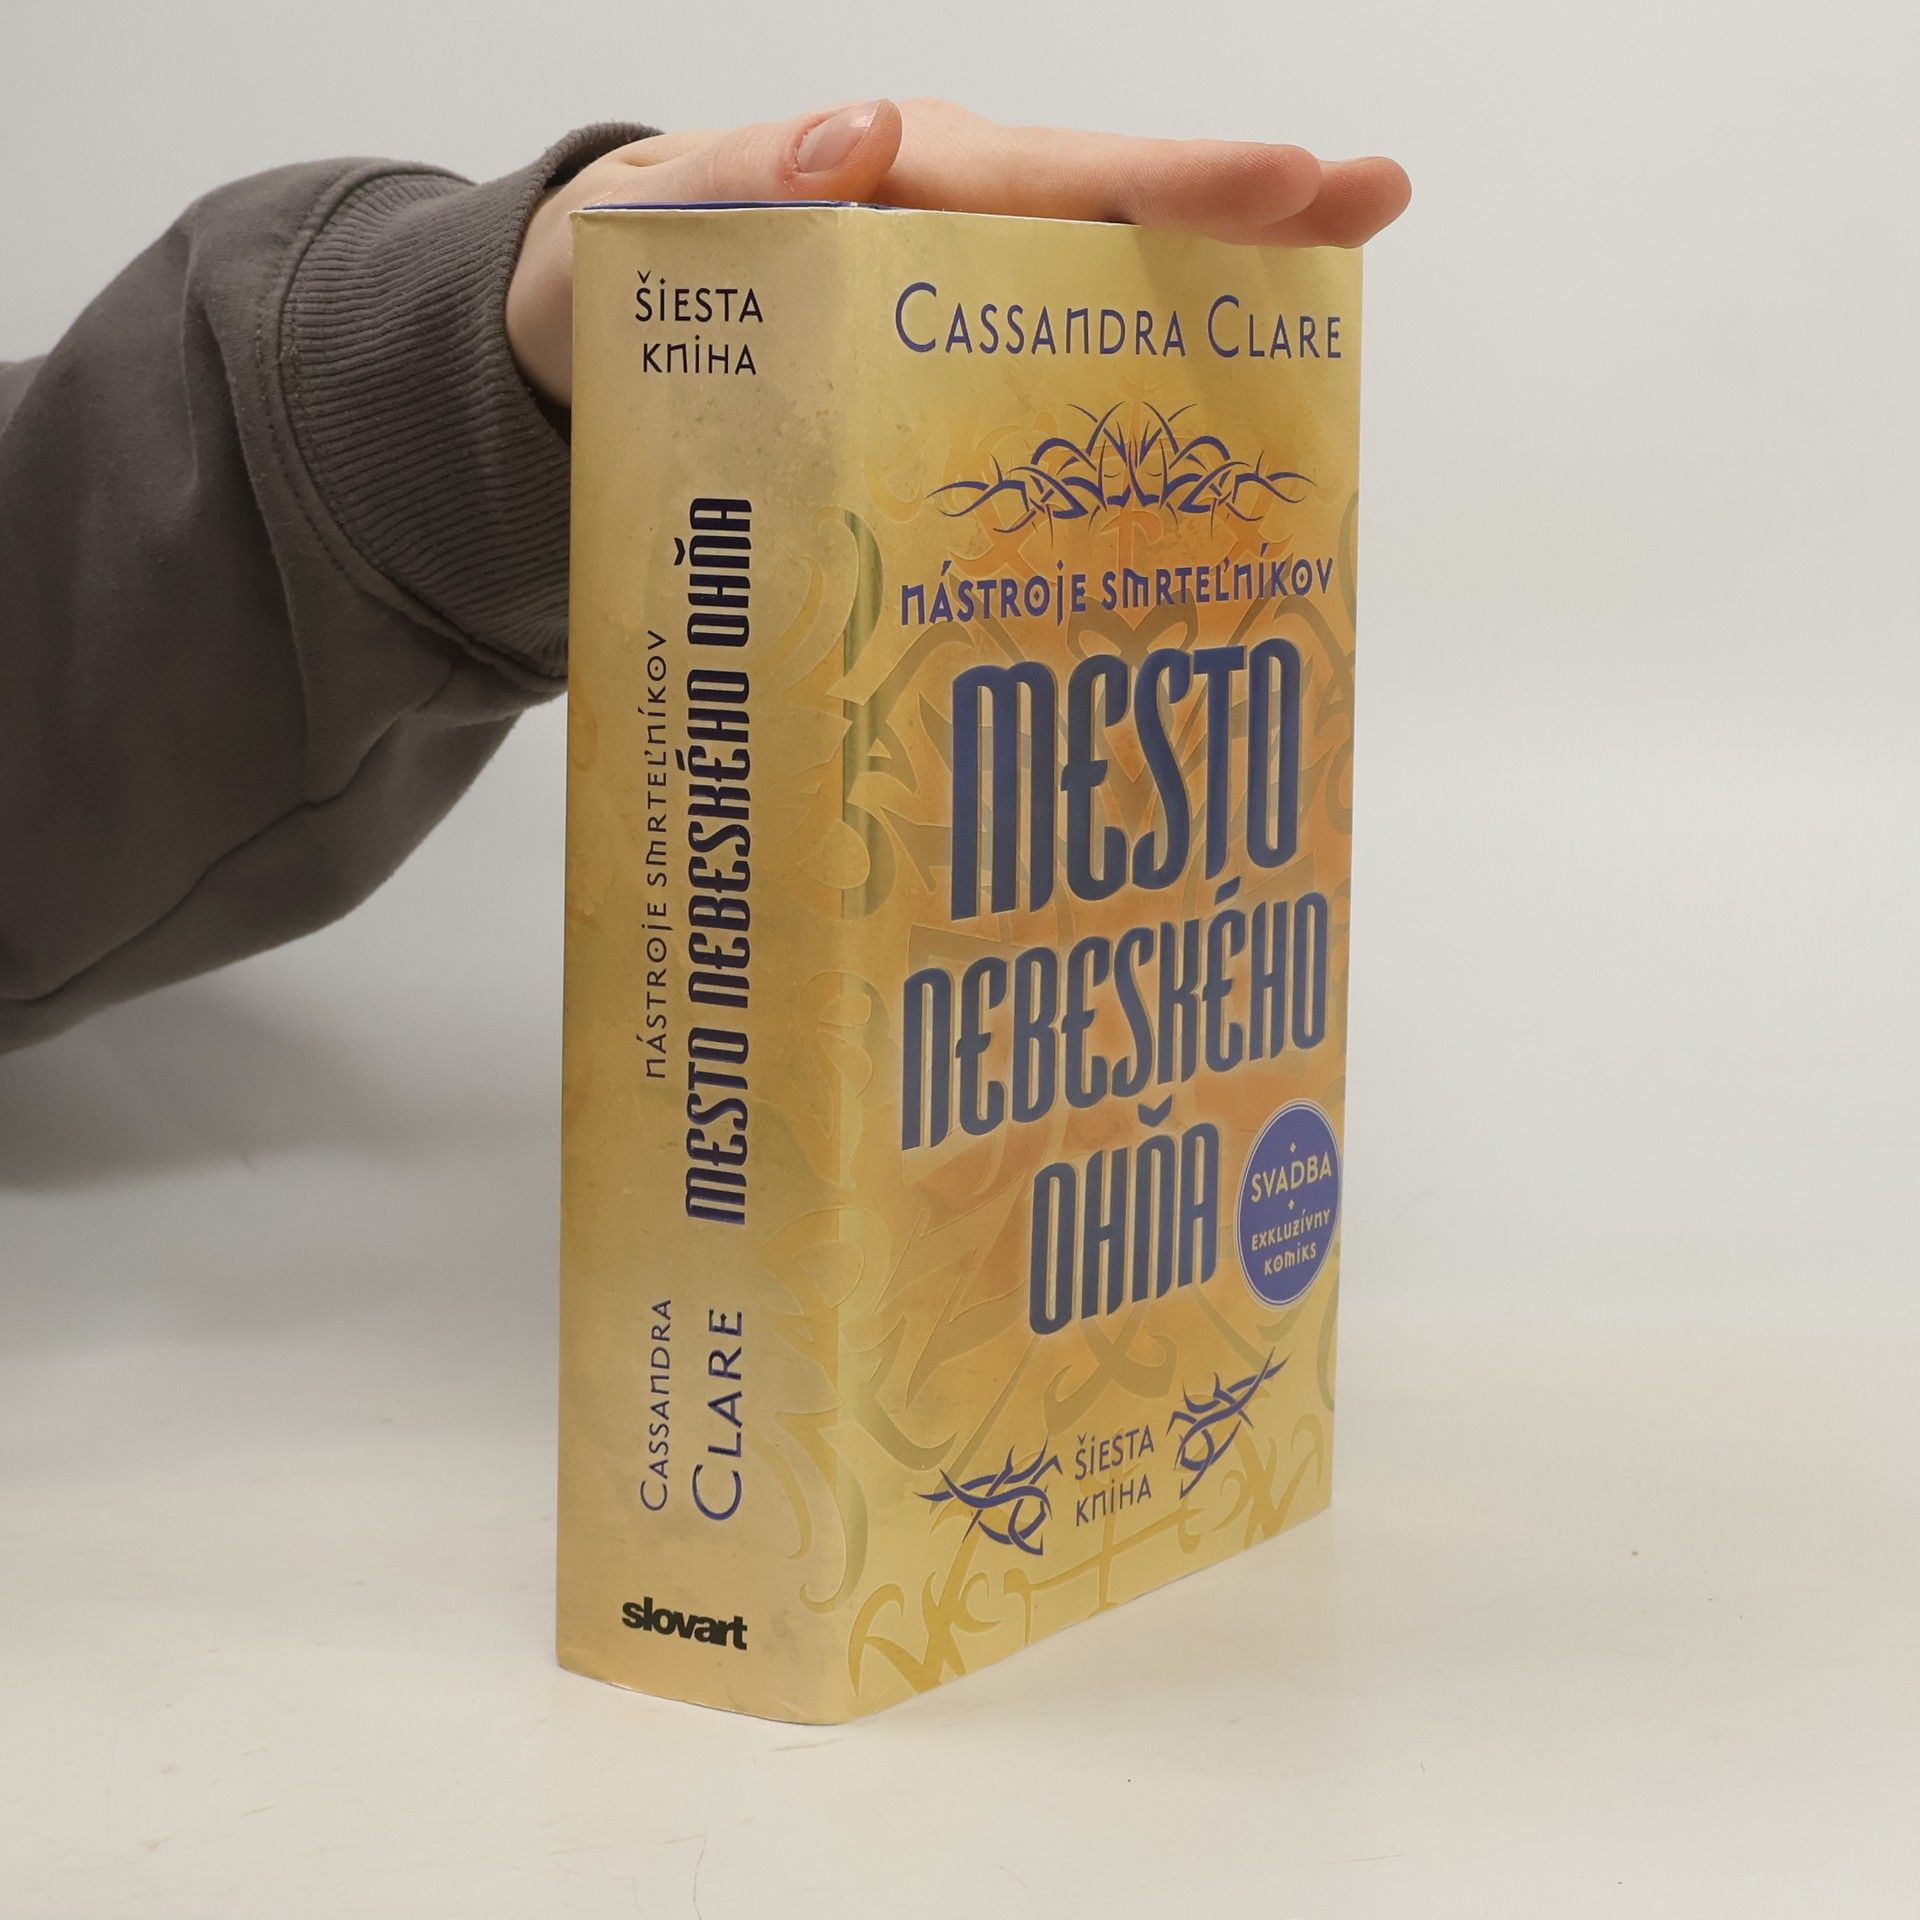 ŠIESTA
KNIHA
NÁSTROJE SMRTEĽNÍKOV
MESTO NEBESKÉHO OHŇA
CASSANDRA
CLARE
slovart
CASSANDRA CLARE
NÁSTROJE SMRTEĽNÍKOV
MESTO
NEBESKÉHO
OHŇA
SVADBA
EXKLUZÍVNY
KOMIKS
ŠIESTA
KNIHA